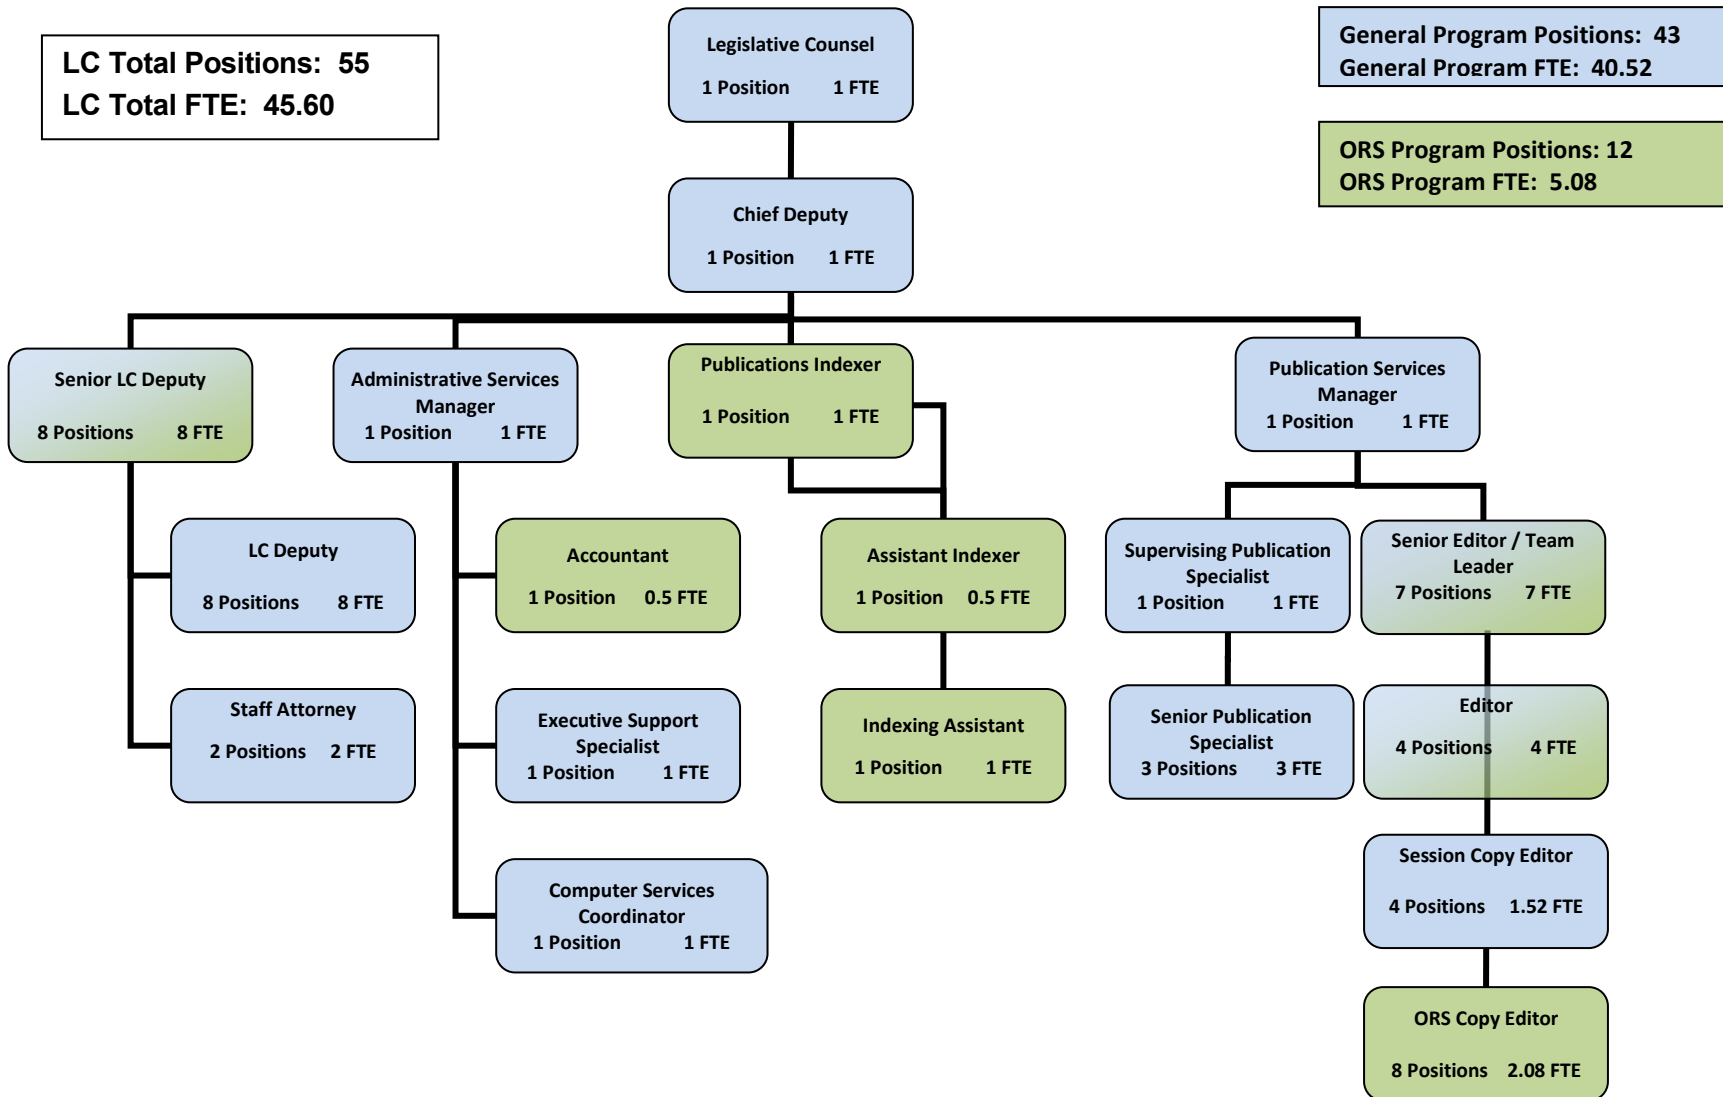 LC Total Positions: 55
LC Total FTE: 45.60
Legislative Counsel
1 Position 1 FTE
General Program Positions: 43
General Program FTE: 40.52
ORS Program Positions: 12
ORS Program FTE: 5.08
Chief Deputy
1 Position 1 FTE
Senior LC Deputy
8 Positions 8 FTE
Administrative Services
Manager
1 Position 1 FTE
Publications Indexer
1 Position 1 FTE
Publication Services
Manager
1 Position 1 FTE
LC Deputy
8 Positions 8 FTE
Accountant
1 Position 0.5 FTE
Assistant Indexer
1 Position 0.5 FTE
Supervising Publication
Specialist
1 Position 1 FTE
Senior Editor / Team
Leader
7 Positions 7 FTE
Staff Attorney
2 Positions 2 FTE
Executive Support
Specialist
1 Position 1 FTE
Indexing Assistant
1 Position 1 FTE
Senior Publication
Specialist
3 Positions 3 FTE
Editor
4 Positions 4 FTE
Computer Services
Coordinator
1 Position 1 FTE
Session Copy Editor
4 Positions 1.52 FTE
ORS Copy Editor
8 Positions 2.08 FTE